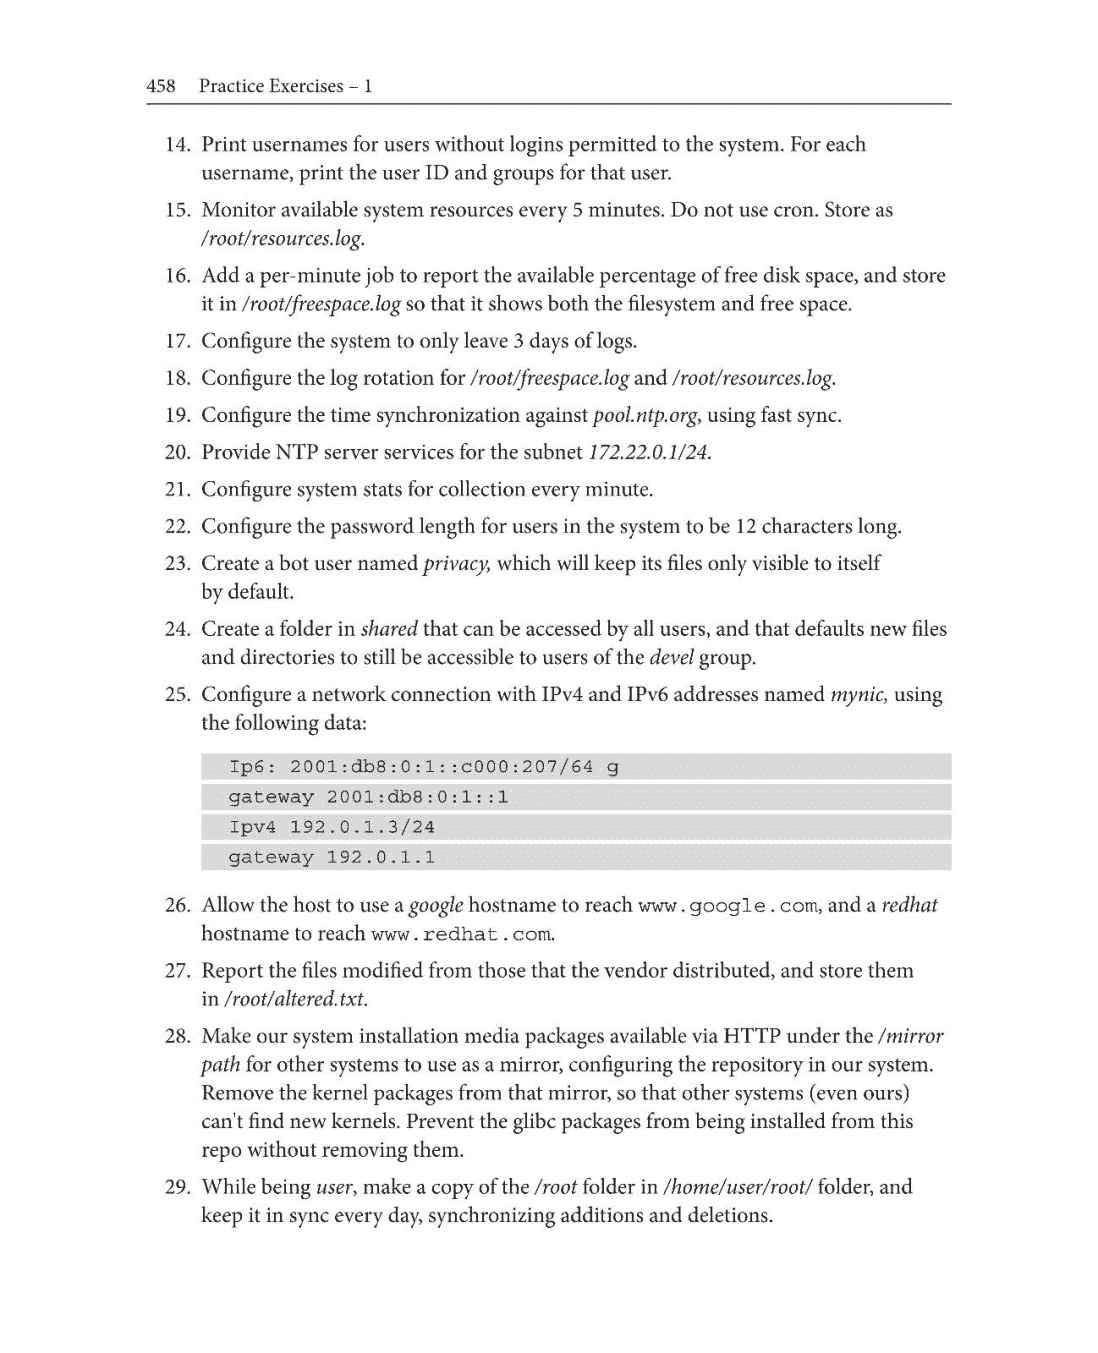 458 Practice Exercises – 1
14. Print usernames for users without logins permitted to the system. For each
username, print the user ID and groups for that user.
15. Monitor available system resources every 5 minutes. Do not use cron. Store as
/root/resources.log.
16. Add a per-minute job to report the available percentage of free disk space, and store
it in /root/freespace.log so that it shows both the filesystem and free space.
17. Configure the system to only leave 3 days of logs.
18. Configure the log rotation for /root/freespace.log and /root/resources.log.
19. Configure the time synchronization against pool.ntp.org, using fast sync.
20. Provide NTP server services for the subnet 172.22.0.1/24.
21. Configure system stats for collection every minute.
22. Configure the password length for users in the system to be 12 characters long.
23. Create a bot user named privacy, which will keep its files only visible to itself
by default.
24. Create a folder in shared that can be accessed by all users, and that defaults new files
and directories to still be accessible to users of the devel group.
25. Configure a network connection with IPv4 and IPv6 addresses named mynic, using
the following data:
Ip6: 2001:db8:0:1::c000:207/64 g
gateway 2001:db8:0:1::1
Ipv4 192.0.1.3/24
gateway 192.0.1.1
26. Allow the host to use a google hostname to reach www.google.com, and a redhat
hostname to reach www.redhat.com.
27. Report the files modified from those that the vendor distributed, and store them
in /root/altered.txt.
28. Make our system installation media packages available via HTTP under the /mirror
path for other systems to use as a mirror, configuring the repository in our system.
Remove the kernel packages from that mirror, so that other systems (even ours)
can't find new kernels. Prevent the glibc packages from being installed from this
repo without removing them.
29. While being user, make a copy of the /root folder in /home/user/root/ folder, and
keep it in sync every day, synchronizing additions and deletions.